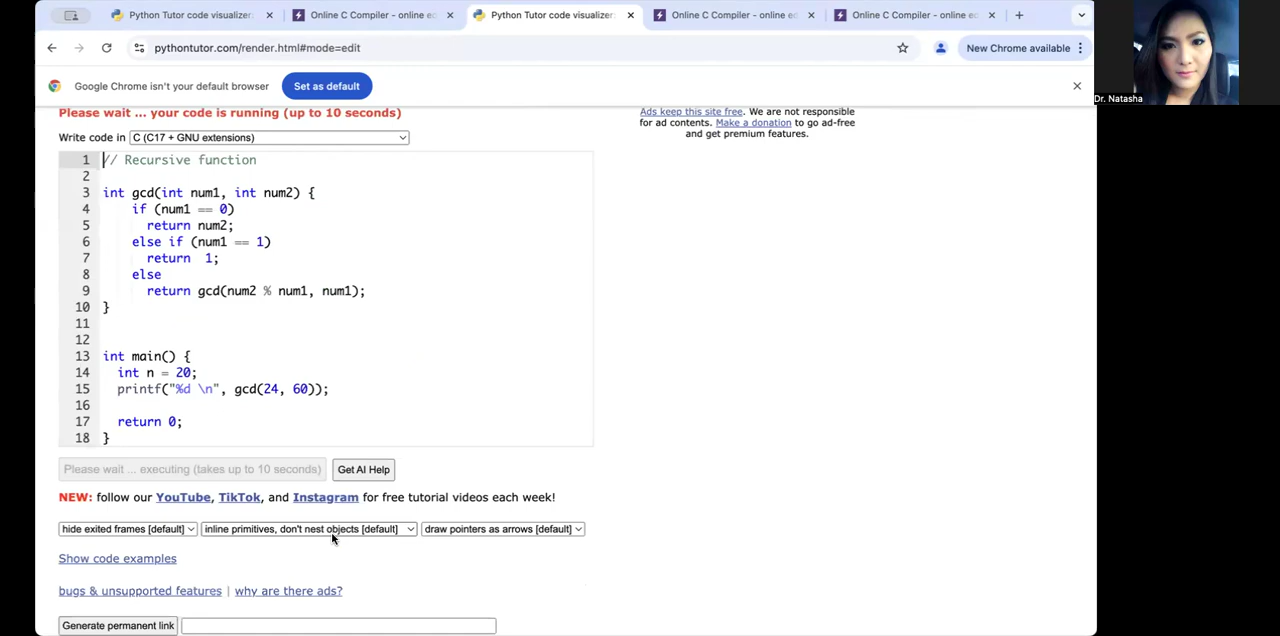 Python Tutor code visualizer:
Online C Compiler - online ed
Python Tutor code visualizer:
Online C Compiler - online ed
Online C Compiler - online ed
pythontutor.com/render.html#mode=edit
New Chrome available
Google Chrome isn't your default browser
Set as default
Dr. Natasha
Please wait ... your code is running (up to 10 seconds)
Ads keep this site free. We are not responsible
for ad contents. Make a donation to go ad-free
and get premium features.
Write code in C (C17 + GNU extensions)
1 // Recursive function
2
3 int gcd(int num1, int num2) {
4 if (num1 == 0)
5 return num2;
6 else if (num1 == 1)
7 return 1;
8 else
9 return gcd(num2 % num1, num1);
10 }
11
12
13 int main() {
14 int n = 20;
15 printf("%d \n", gcd(24, 60));
16
17 return 0;
18 }
Please wait ... executing (takes up to 10 seconds)
Get AI Help
NEW: follow our YouTube, TikTok, and Instagram for free tutorial videos each week!
hide exited frames [default]
inline primitives, don't nest objects [default]
draw pointers as arrows [default]
Show code examples
bugs & unsupported features | why are there ads?
Generate permanent link